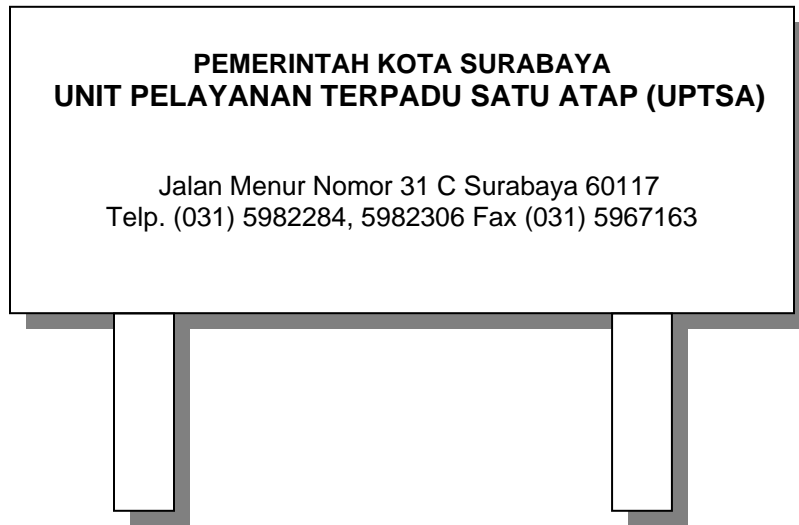 PEMERINTAH KOTA SURABAYA
UNIT PELAYANAN TERPADU SATU ATAP (UPTSA)
Jalan Menur Nomor 31 C Surabaya 60117
Telp. (031) 5982284, 5982306 Fax (031) 5967163